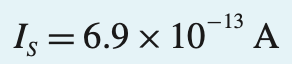 I_S = 6.9 × 10⁻¹³ A